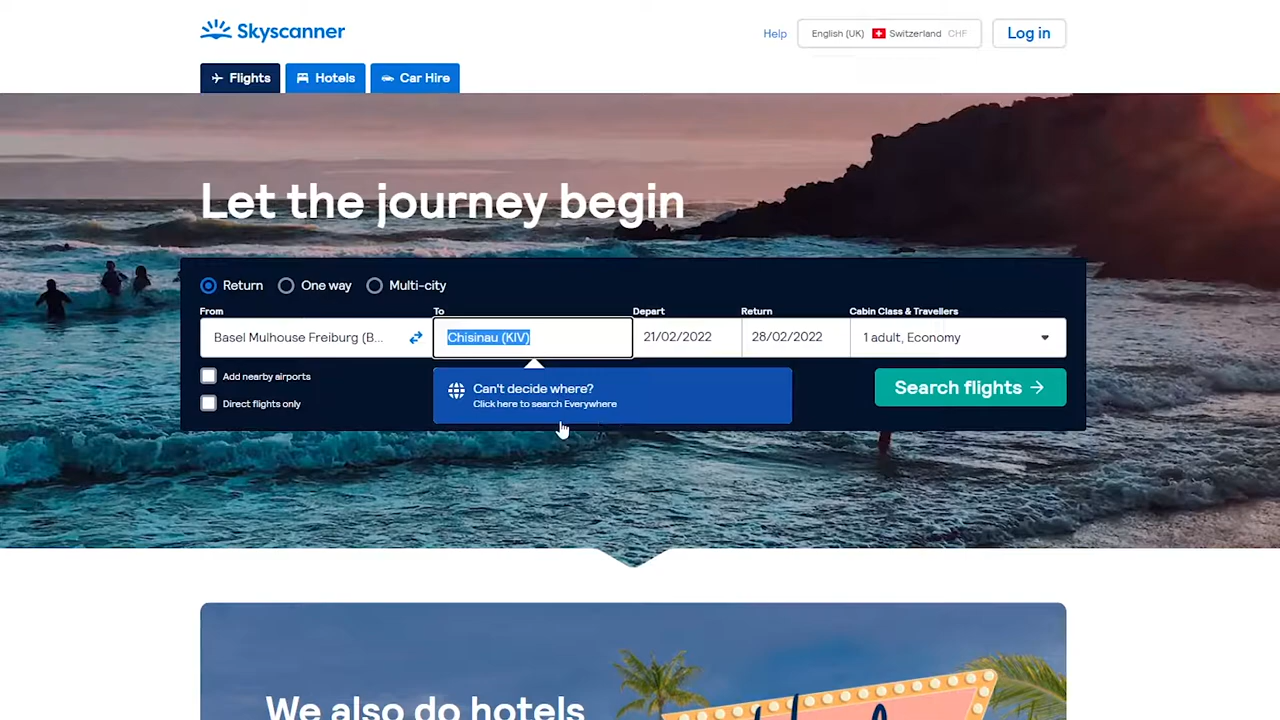 Skyscanner
Help
English (UK) Switzerland CHF
Log in
Flights
Hotels
Car Hire
Let the journey begin
Return
One way
Multi-city
From
To
Depart
Return
Cabin Class & Travellers
Basel Mulhouse Freiburg (B...
Chisinau (KIV)
21/02/2022
28/02/2022
1 adult, Economy
Add nearby airports
Direct flights only
Can't decide where?
Click here to search Everywhere
Search flights
We also do hotels